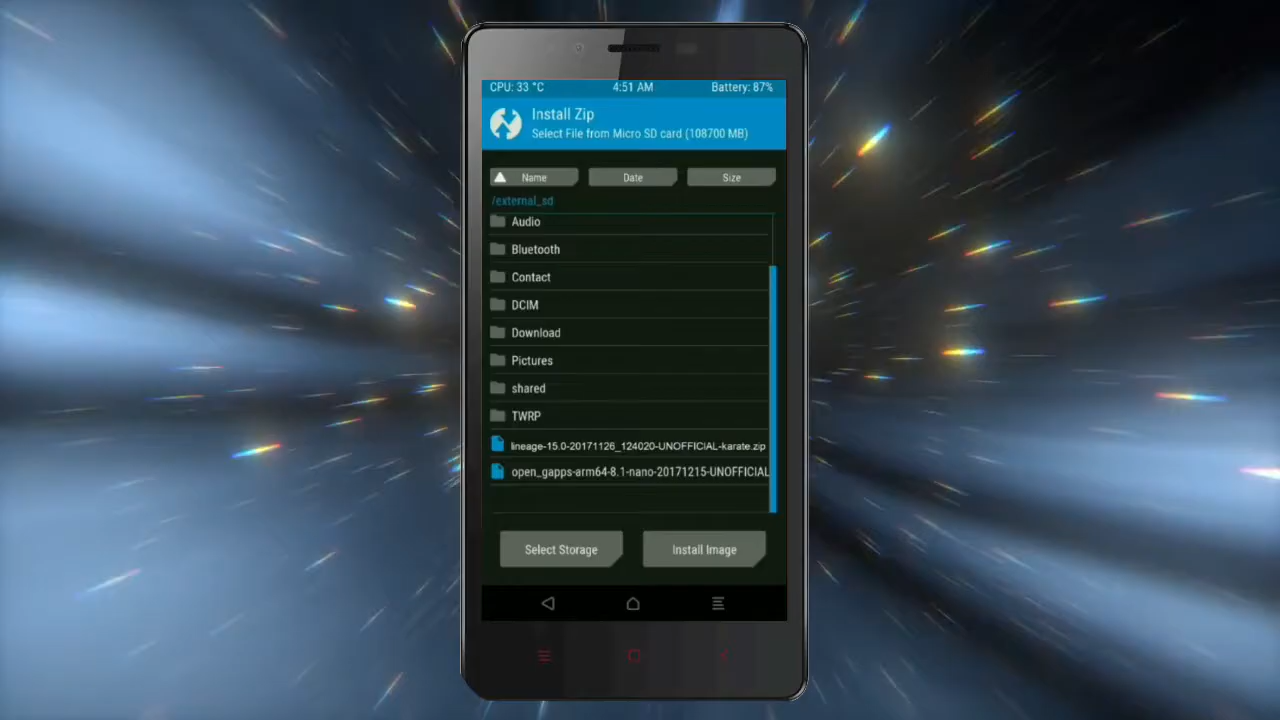 CPU: 33 °C 4:51 AM Battery: 87%
Install Zip
Select File from Micro SD card (108700 MB)
Name Date Size
/external_sd
Audio
Bluetooth
Contact
DCIM
Download
Pictures
shared
TWRP
lineage-15.0-20171126_124020-UNOFFICIAL-karate.zip
open_gapps-arm64-8.1-nano-20171215-UNOFFICIAL
Select Storage Install Image